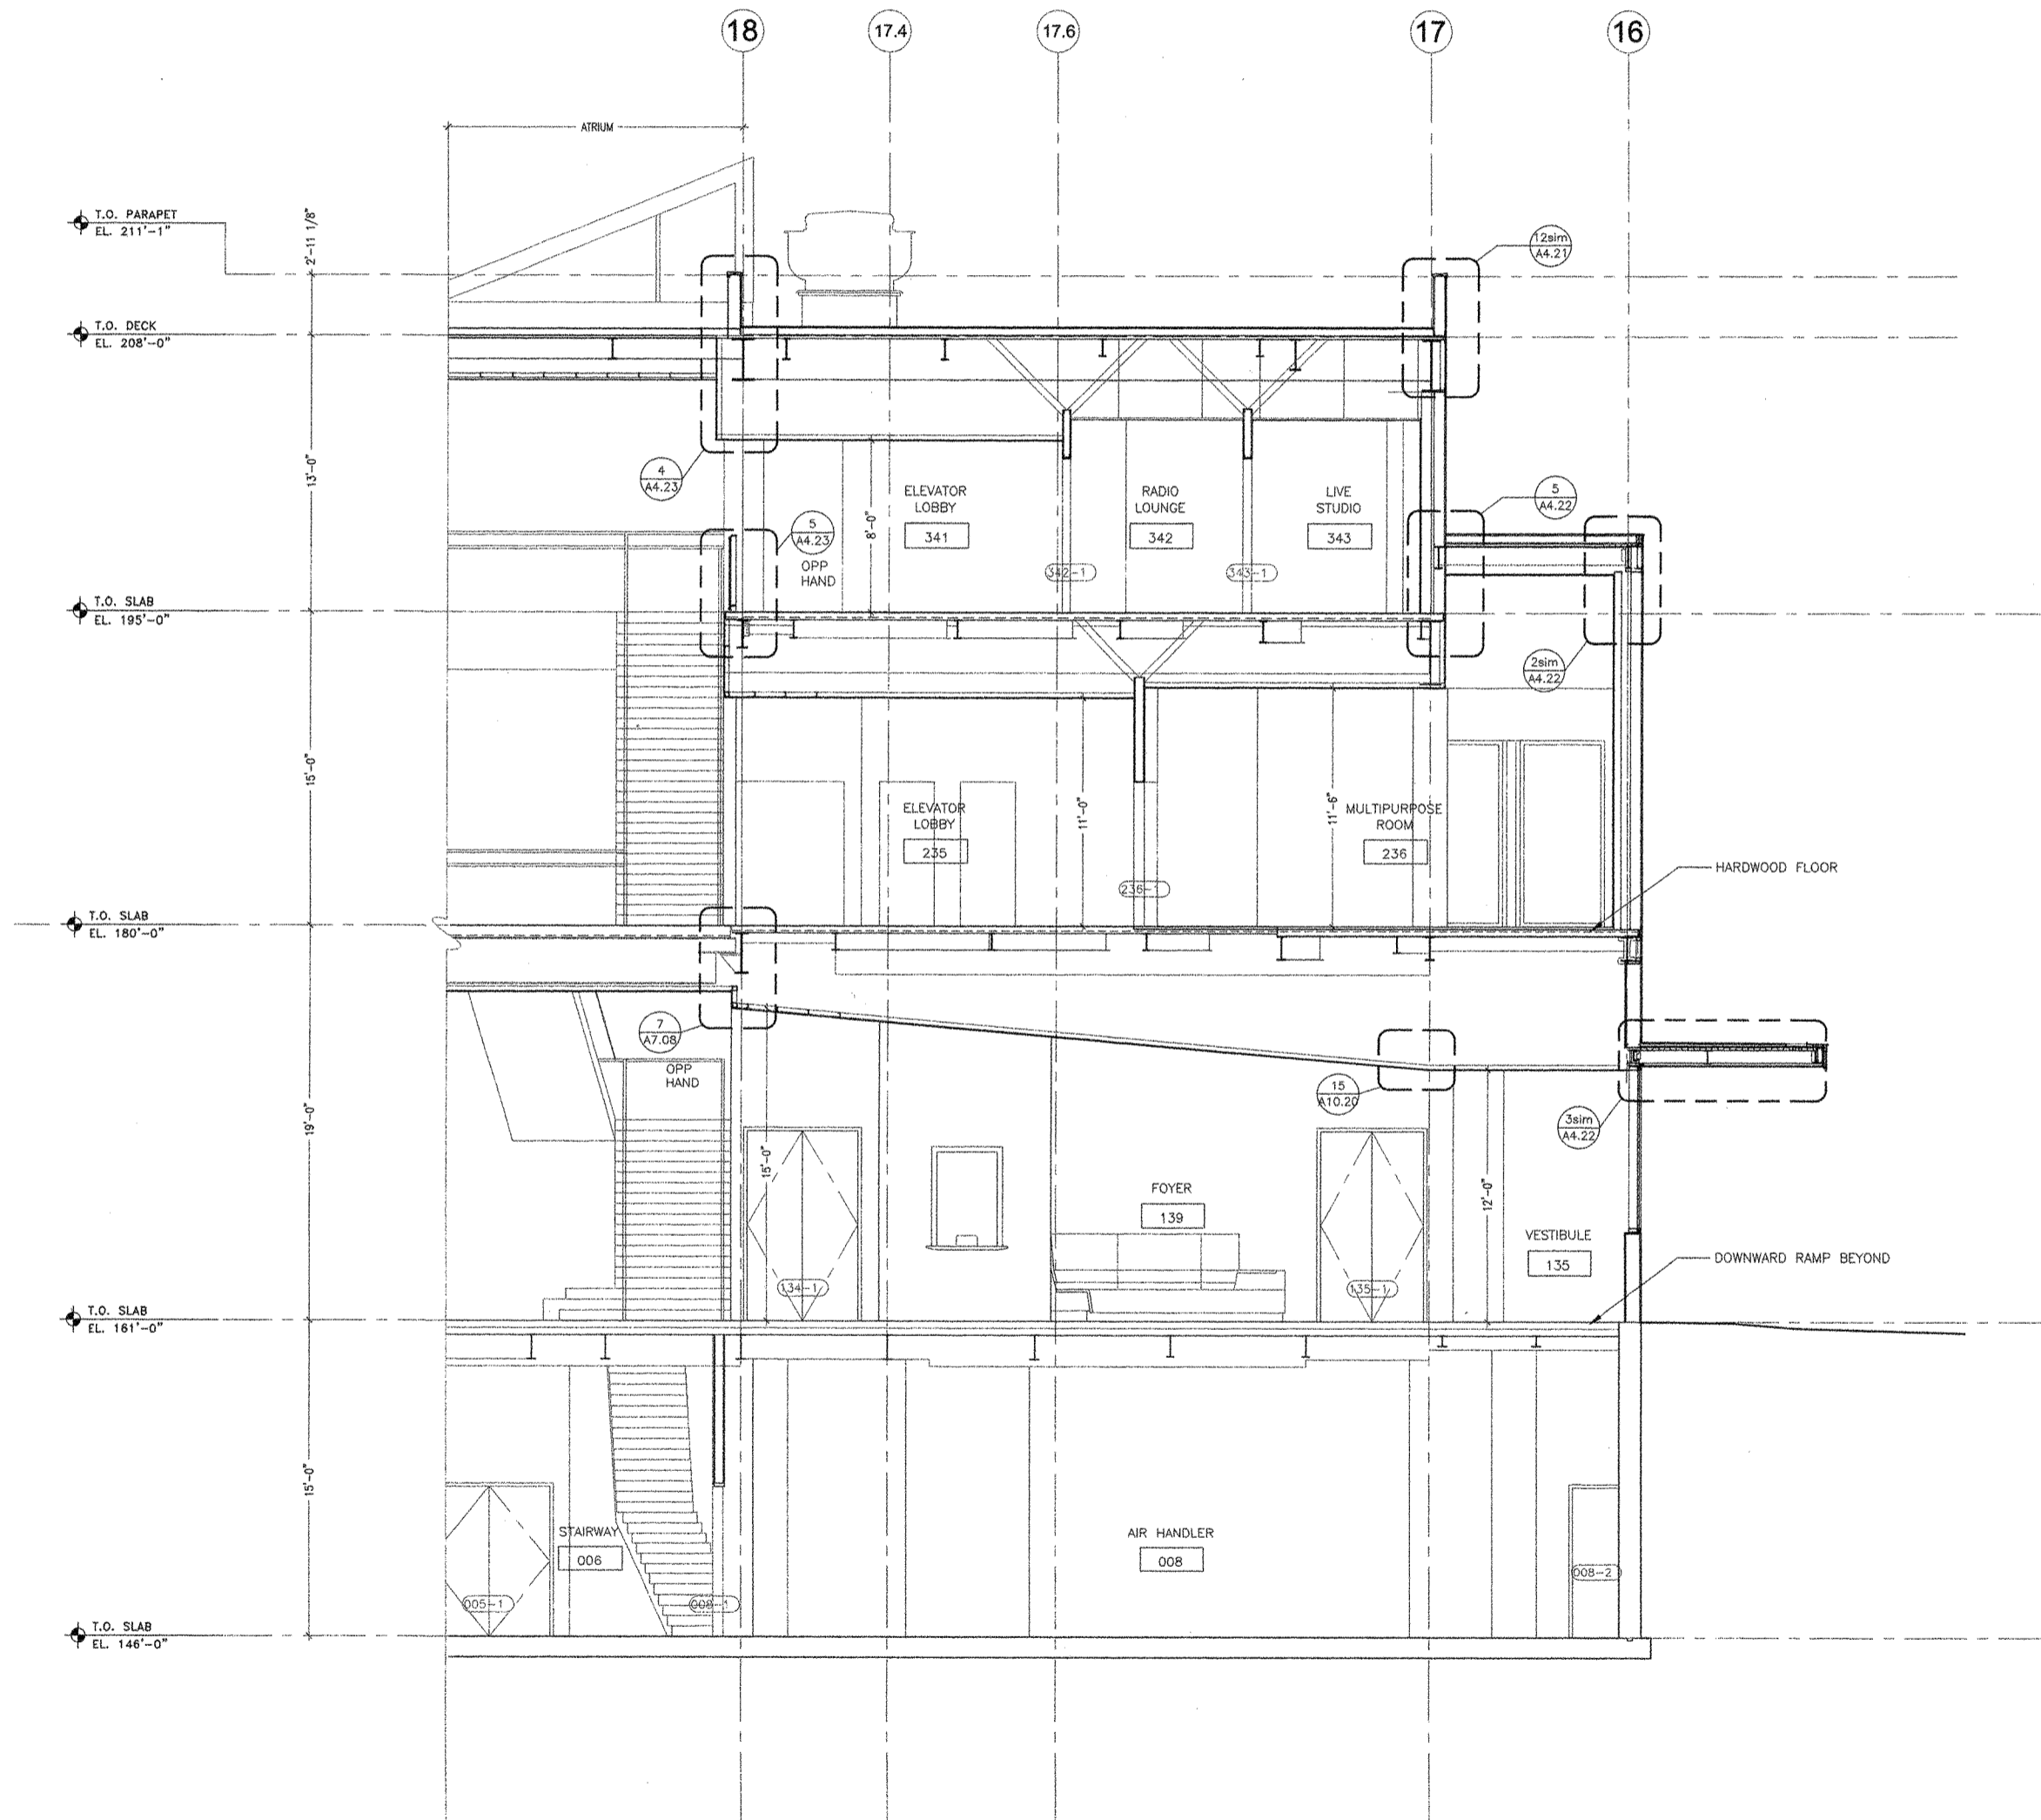 18
17.4
17.6
17
16
ATRIUM
T.O. PARAPET
EL. 211'-1"
2'-11 1/8"
12sim
A4.21
T.O. DECK
EL. 208'-0"
13'-0"
4
A4.23
5
A4.23
OPP
HAND
8'-0"
ELEVATOR
LOBBY
341
RADIO
LOUNGE
342
LIVE
STUDIO
343
342-1
343-1
5
A4.22
2sim
A4.22
T.O. SLAB
EL. 195'-0"
15'-0"
ELEVATOR
LOBBY
235
11'-0"
236-1
11'-6"
MULTIPURPOSE
ROOM
236
HARDWOOD FLOOR
T.O. SLAB
EL. 180'-0"
7
A7.08
OPP
HAND
15
A10.20
3sim
A4.22
19'-0"
15'-0"
134-1
FOYER
139
135-1
12'-0"
VESTIBULE
135
DOWNWARD RAMP BEYOND
T.O. SLAB
EL. 161'-0"
15'-0"
STAIRWAY
006
005-1
008-1
AIR HANDLER
008
008-2
T.O. SLAB
EL. 146'-0"